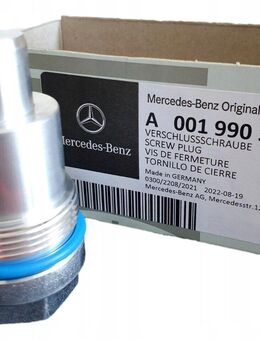 Mercedes-Benz Original
Mercedes-Benz
A 001 990
VERSCHLUSSSCHRAUBE
SCREW PLUG
VIS DE FERMETURE
TORNILLO DE CIERRE
Made in GERMANY
0300/2208/2021 2022-08-19
Mercedes-Benz AG, Mercedesstr.12